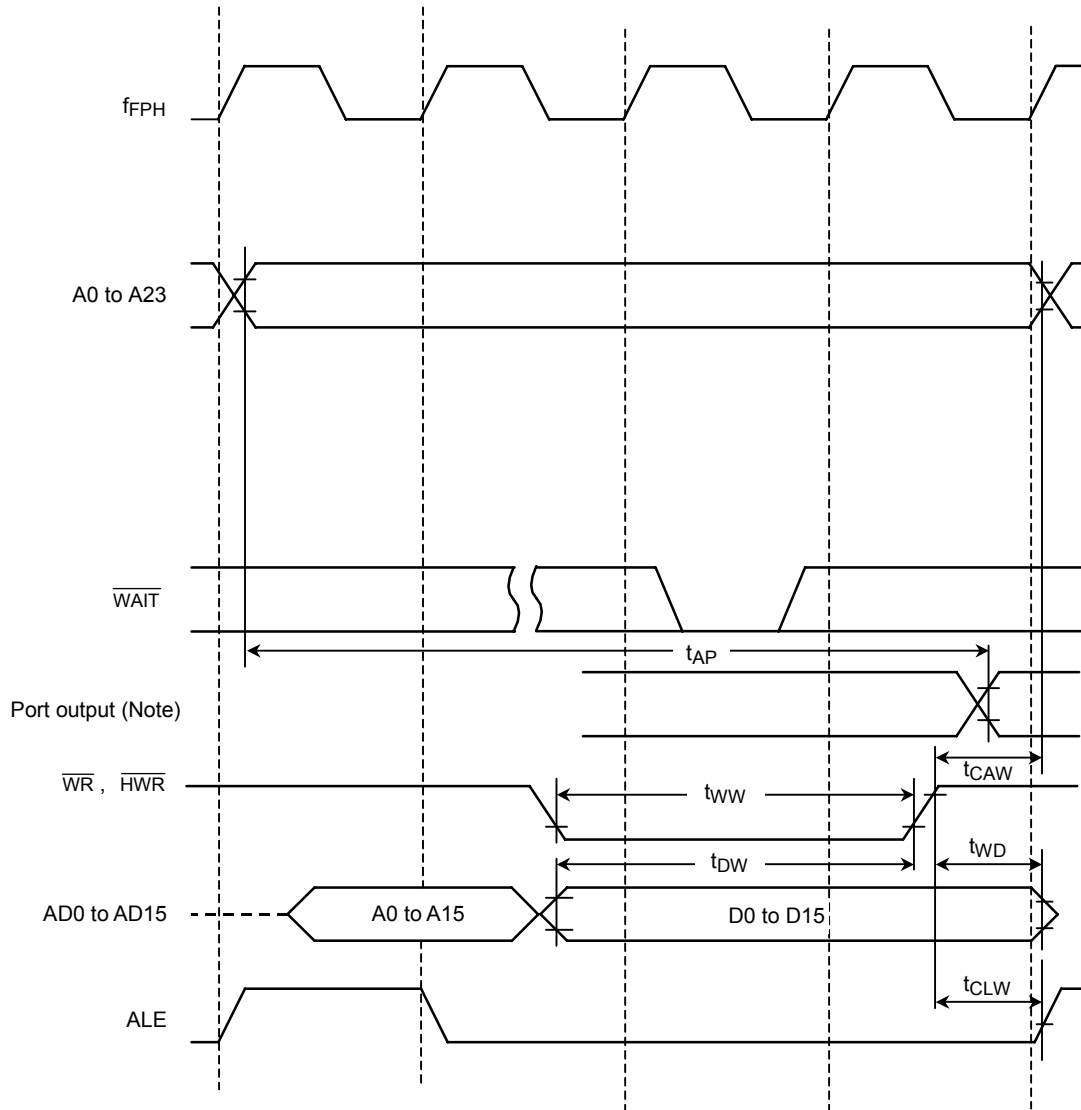 fFPH
A0 to A23
WAIT
tAP
Port output (Note)
tCAW
WR , HWR
tWW
tDW
tWD
AD0 to AD15
A0 to A15
D0 to D15
tCLW
ALE